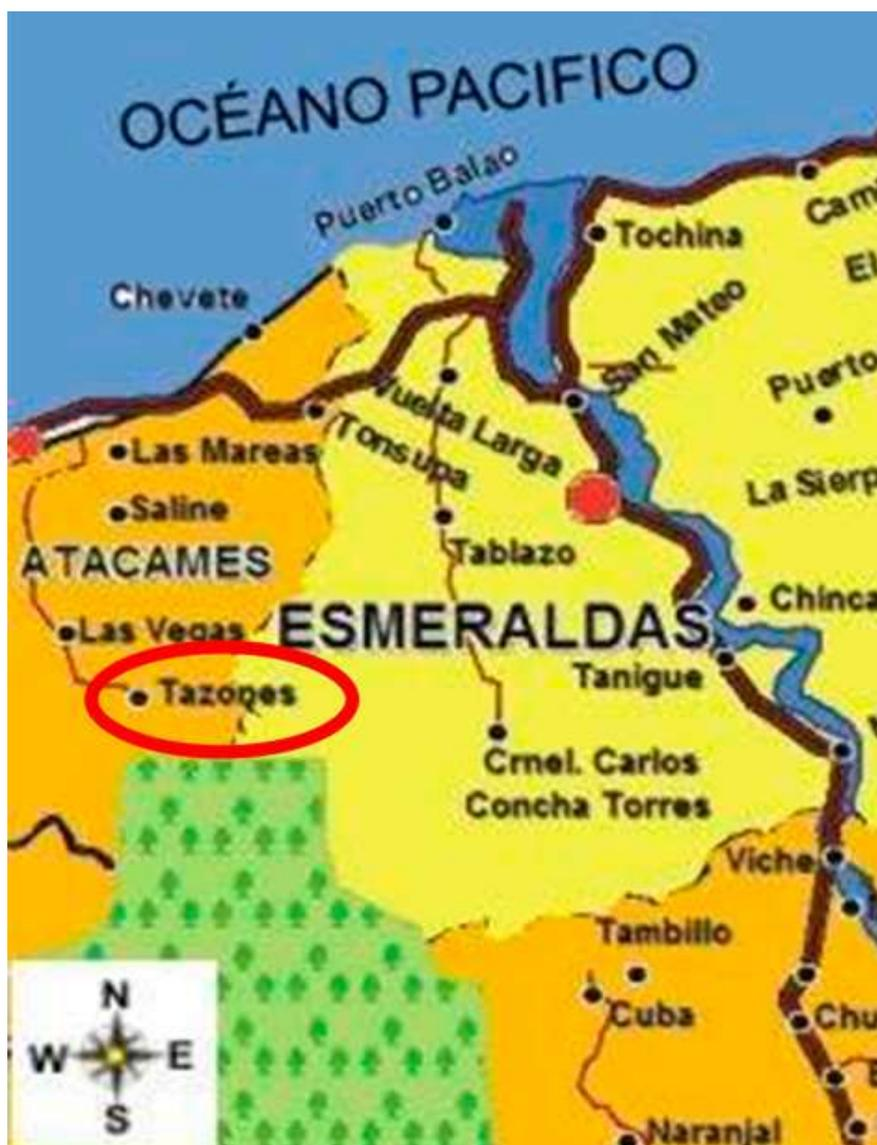 OCÉANO PACIFICO
Puerto Balao
Tochina
Chevete
San Mateo
Puerto
Vuelta Larga
Tonsupa
Las Mareas
La Sierp
Saline
Tablazo
ATACAMES
Chinca
Las Vegas
ESMERALDAS
Tanigue
Tazones
Crnel. Carlos
Concha Torres
Viche
Tambillo
N
Cuba
Chu
W
E
S
Naranjal